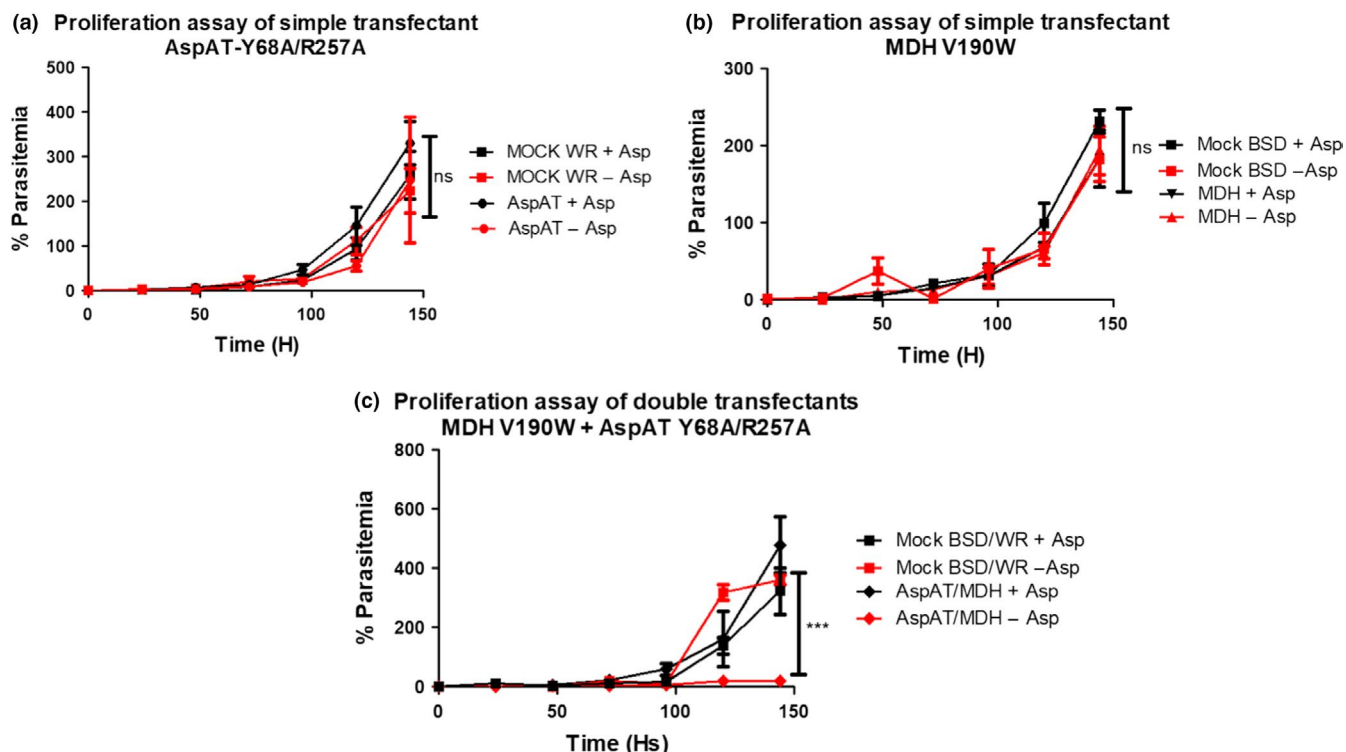 (a) Proliferation assay of simple transfectant
AspAT-Y68A/R257A
500
400
300
200
100
0
% Parasitemia
0 50 100 150
Time (H)
MOCK WR + Asp
MOCK WR – Asp
AspAT + Asp
AspAT – Asp
ns
(b) Proliferation assay of simple transfectant
MDH V190W
300
200
100
0
% Parasitemia
0 50 100 150
Time (H)
Mock BSD + Asp
Mock BSD –Asp
MDH + Asp
MDH – Asp
ns
(c) Proliferation assay of double transfectants
MDH V190W + AspAT Y68A/R257A
800
600
400
200
0
% Parasitemia
0 50 100 150
Time (Hs)
Mock BSD/WR + Asp
Mock BSD/WR –Asp
AspAT/MDH + Asp
AspAT/MDH – Asp
***